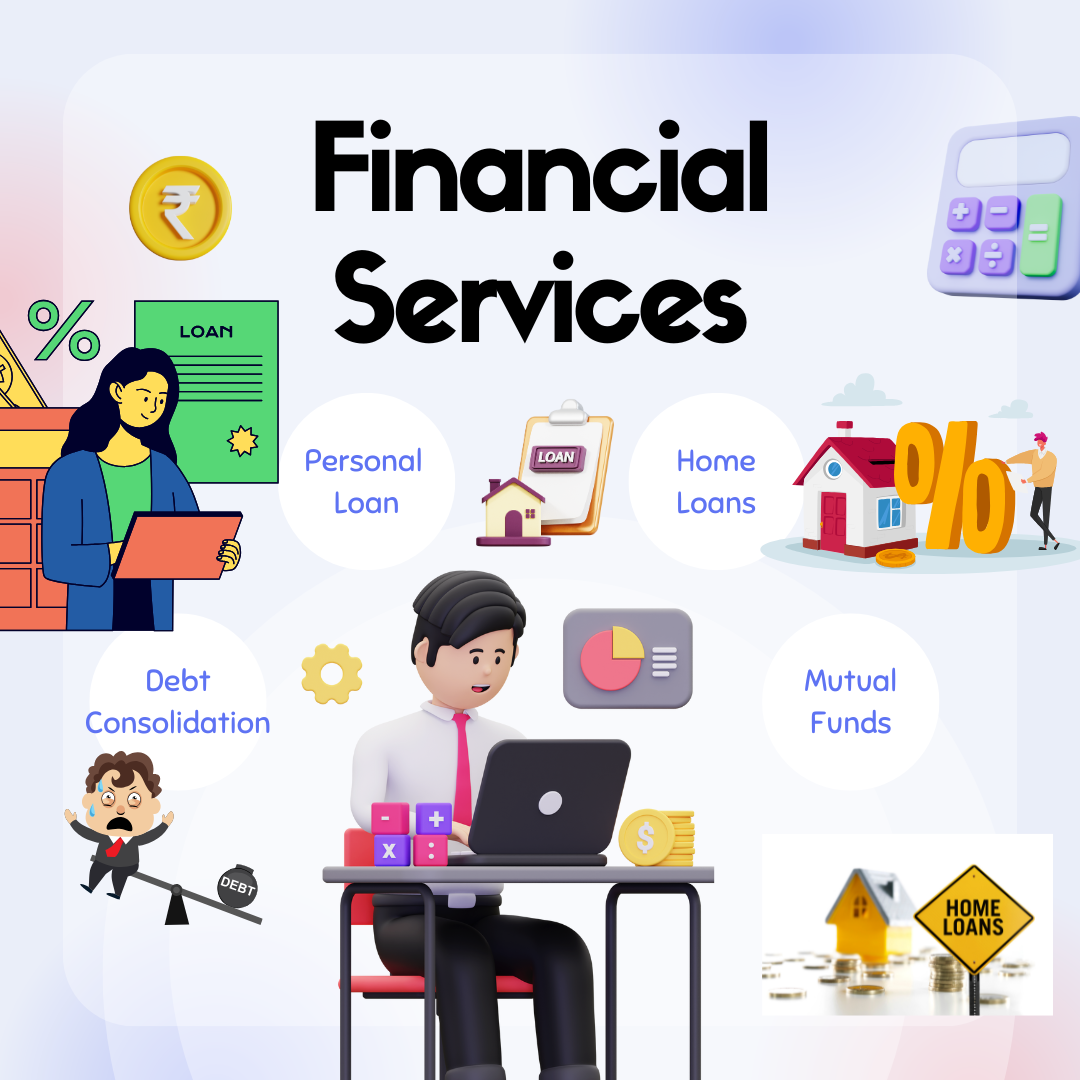 Financial
Services
₹
%
LOAN
+ -
=
× ÷
Personal
Loan
LOAN
Home
Loans
%
Debt
Consolidation
Mutual
Funds
- +
x :
$
DEBT
HOME
LOANS